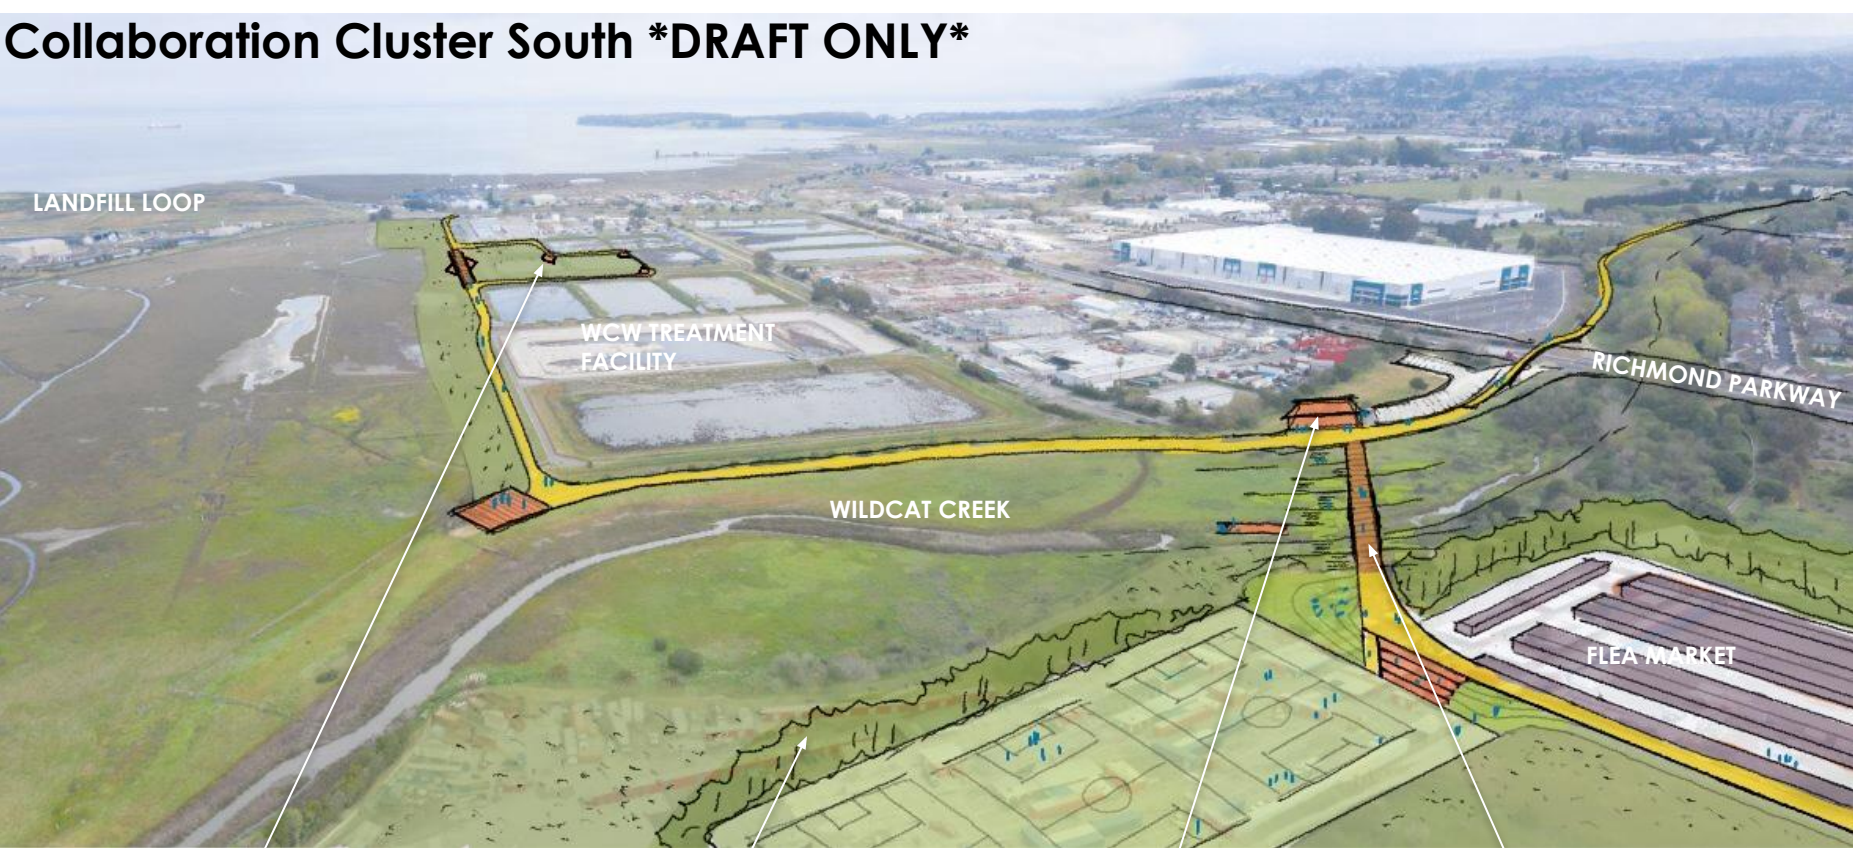 Collaboration Cluster South *DRAFT ONLY*
LANDFILL LOOP
WCW TREATMENT
FACILITY
RICHMOND PARKWAY
WILDCAT CREEK
FLEA MARKET